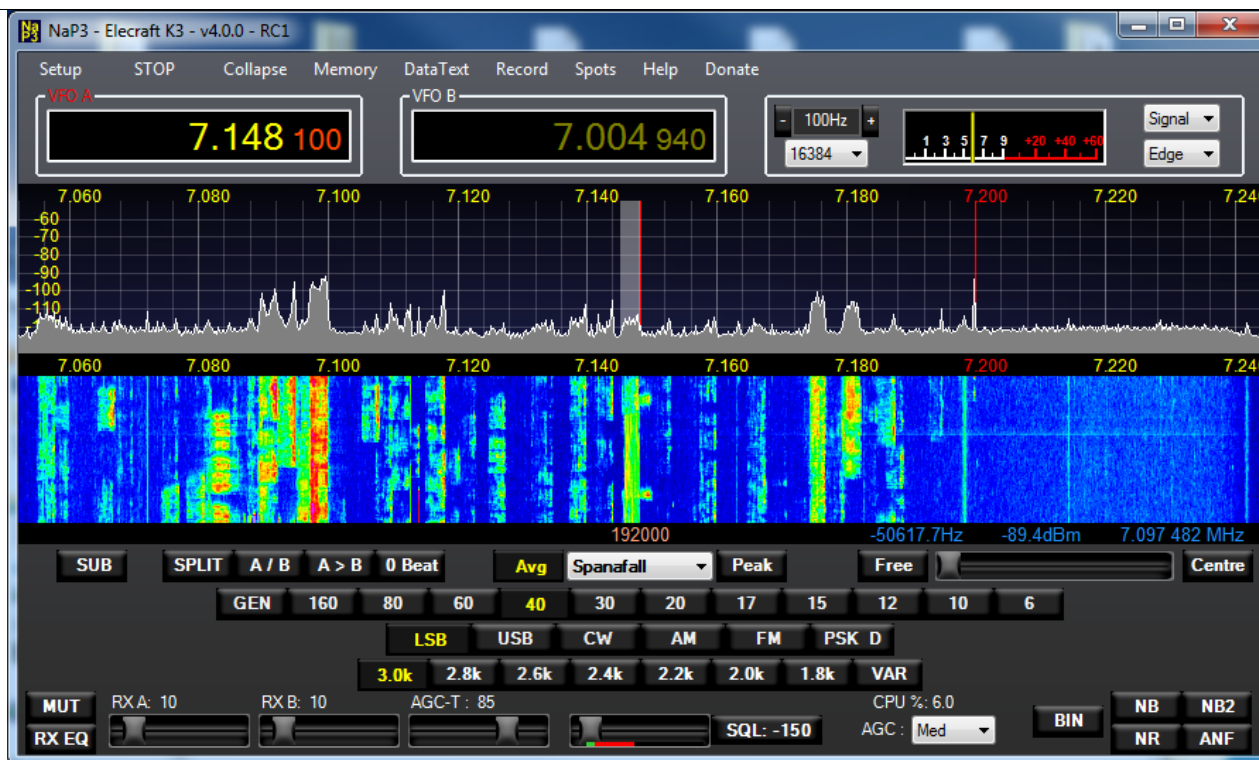 NaP3 - Elecraft K3 - v4.0.0 - RC1
Setup STOP Collapse Memory DataText Record Spots Help Donate
VFO A VFO B
7.148 100 7.004 940
- 100Hz + 1 3 5 7 9 +20 +40 +60 Signal
16384 Edge
7.060 7.080 7.100 7.120 7.140 7.160 7.180 7.200 7.220 7.24
-60
-70
-80
-90
-100
-110
7.060 7.080 7.100 7.120 7.140 7.160 7.180 7.200 7.220 7.24
192000 -50617.7Hz -89.4dBm 7.097 482 MHz
SUB SPLIT A / B A > B 0 Beat Avg Spanafall Peak Free Centre
GEN 160 80 60 40 30 20 17 15 12 10 6
LSB USB CW AM FM PSK D
3.0k 2.8k 2.6k 2.4k 2.2k 2.0k 1.8k VAR
MUT RX A: 10 RX B: 10 AGC-T : 85 CPU %: 6.0 NB NB2
RX EQ SQL: -150 AGC : Med BIN NR ANF